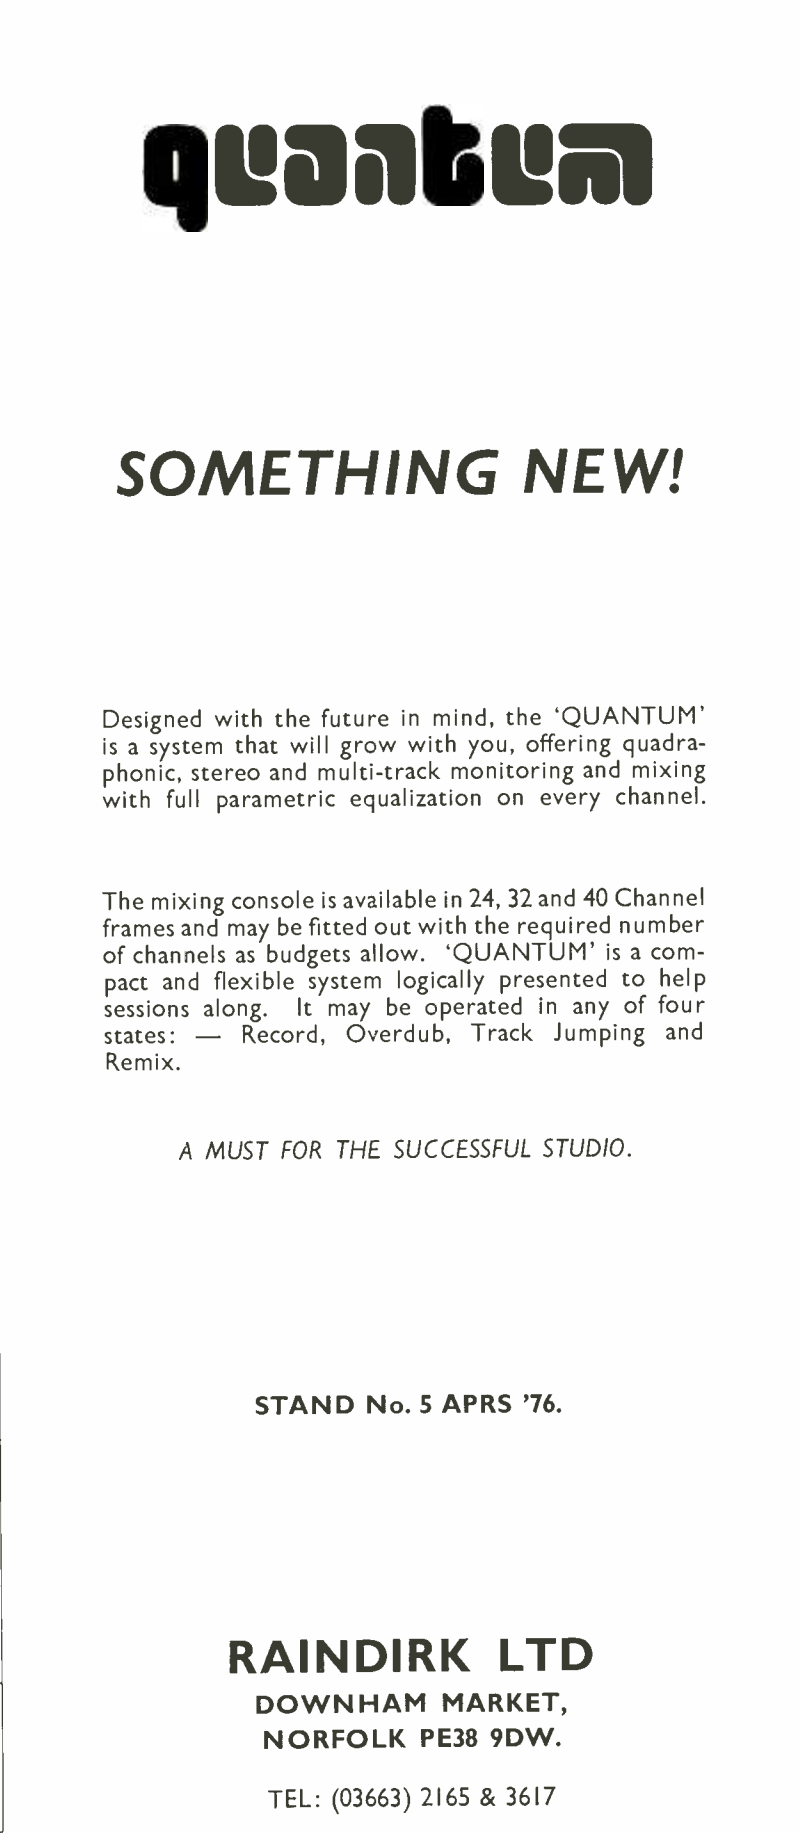 quantum
SOMETHING NEW!
Designed with the future in mind, the ‘QUANTUM’
is a system that will grow with you, offering quadra-
phonic, stereo and multi-track monitoring and mixing
with full parametric equalization on every channel.
The mixing console is available in 24, 32 and 40 Channel
frames and may be fitted out with the required number
of channels as budgets allow. ‘QUANTUM’ is a com-
pact and flexible system logically presented to help
sessions along. It may be operated in any of four
states: — Record, Overdub, Track Jumping and
Remix.
A MUST FOR THE SUCCESSFUL STUDIO.
STAND No. 5 APRS ’76.
RAINDIRK LTD
DOWNHAM MARKET,
NORFOLK PE38 9DW.
TEL: (03663) 2165 & 3617